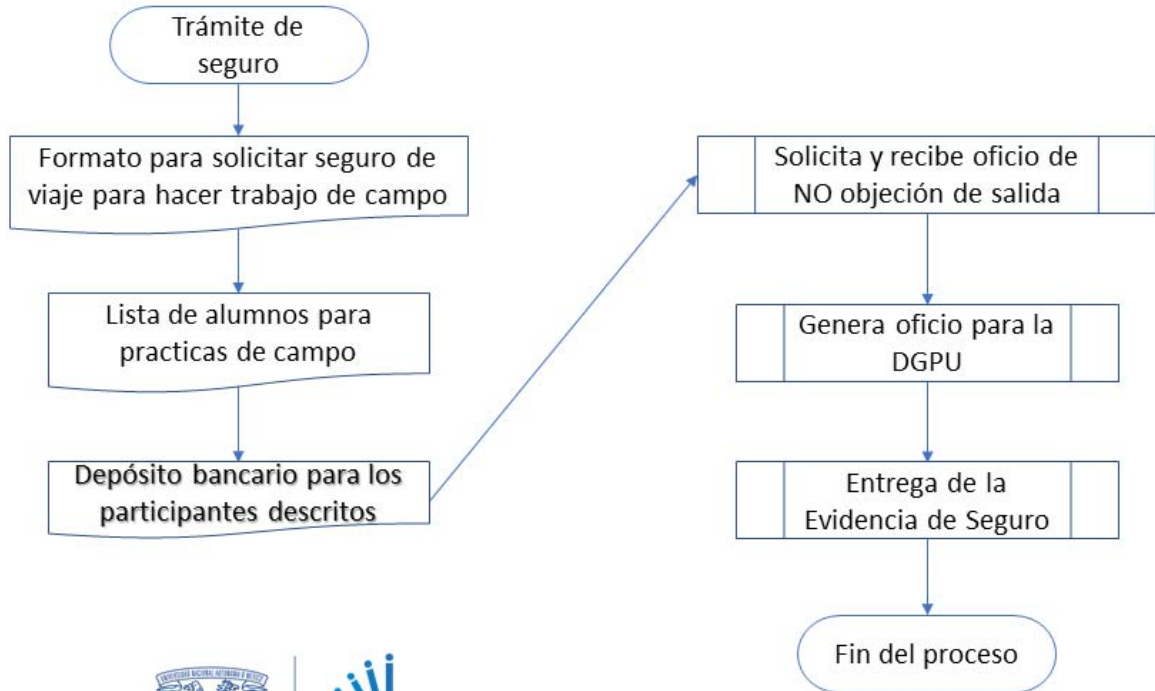 Trámite de
seguro
Formato para solicitar seguro de
viaje para hacer trabajo de campo
Lista de alumnos para
practicas de campo
Depósito bancario para los
participantes descritos
Solicita y recibe oficio de
NO objeción de salida
Genera oficio para la
DGPU
Entrega de la
Evidencia de Seguro
Fin del proceso